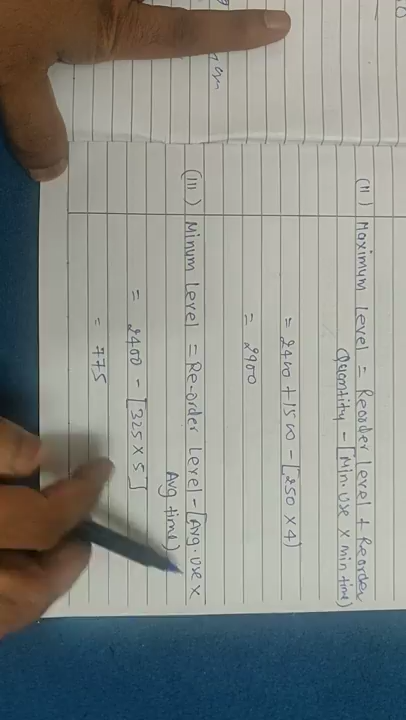 (II) Maximum level = Reorder level + Reorder
Quantity - [Min. Use X min time)
= 2400 + 1500 - [250 X 4)
= 2900
(III) Minum Level = Re-order Level - [Avg. Use X
Avg time)
= 2400 - [325 X 5]
= 775